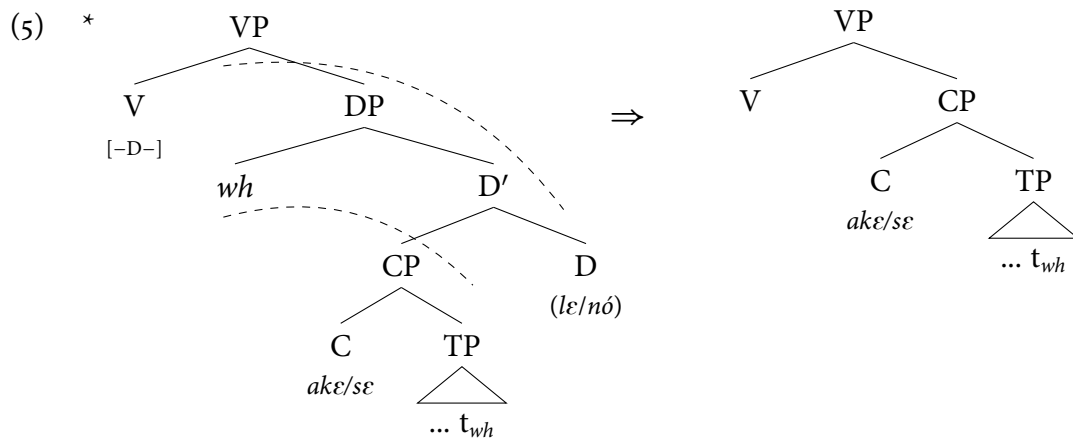 (5) * VP VP
V DP ⇒ V CP
[−D−]
wh D′ C TP
akɛ/sɛ
CP D ... t_wh
(lɛ/nó)
C TP
akɛ/sɛ
... t_wh